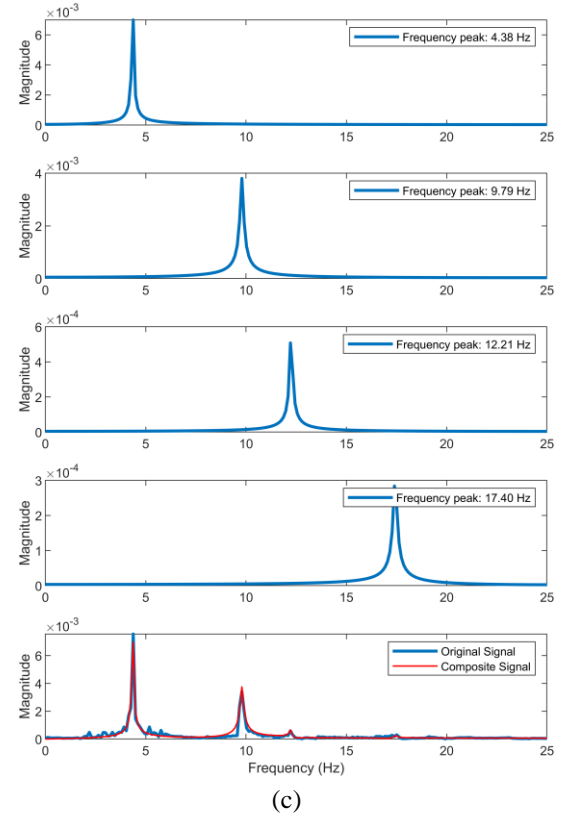 ×10-3
6
4
2
0
Magnitude
Frequency peak: 4.38 Hz
0 5 10 15 20 25
×10-3
4
2
0
Magnitude
Frequency peak: 9.79 Hz
0 5 10 15 20 25
×10-4
6
4
2
0
Magnitude
Frequency peak: 12.21 Hz
0 5 10 15 20 25
×10-4
3
2
1
0
Magnitude
Frequency peak: 17.40 Hz
0 5 10 15 20 25
×10-3
6
4
2
0
Magnitude
Original Signal
Composite Signal
0 5 10 15 20 25
Frequency (Hz)
(c)